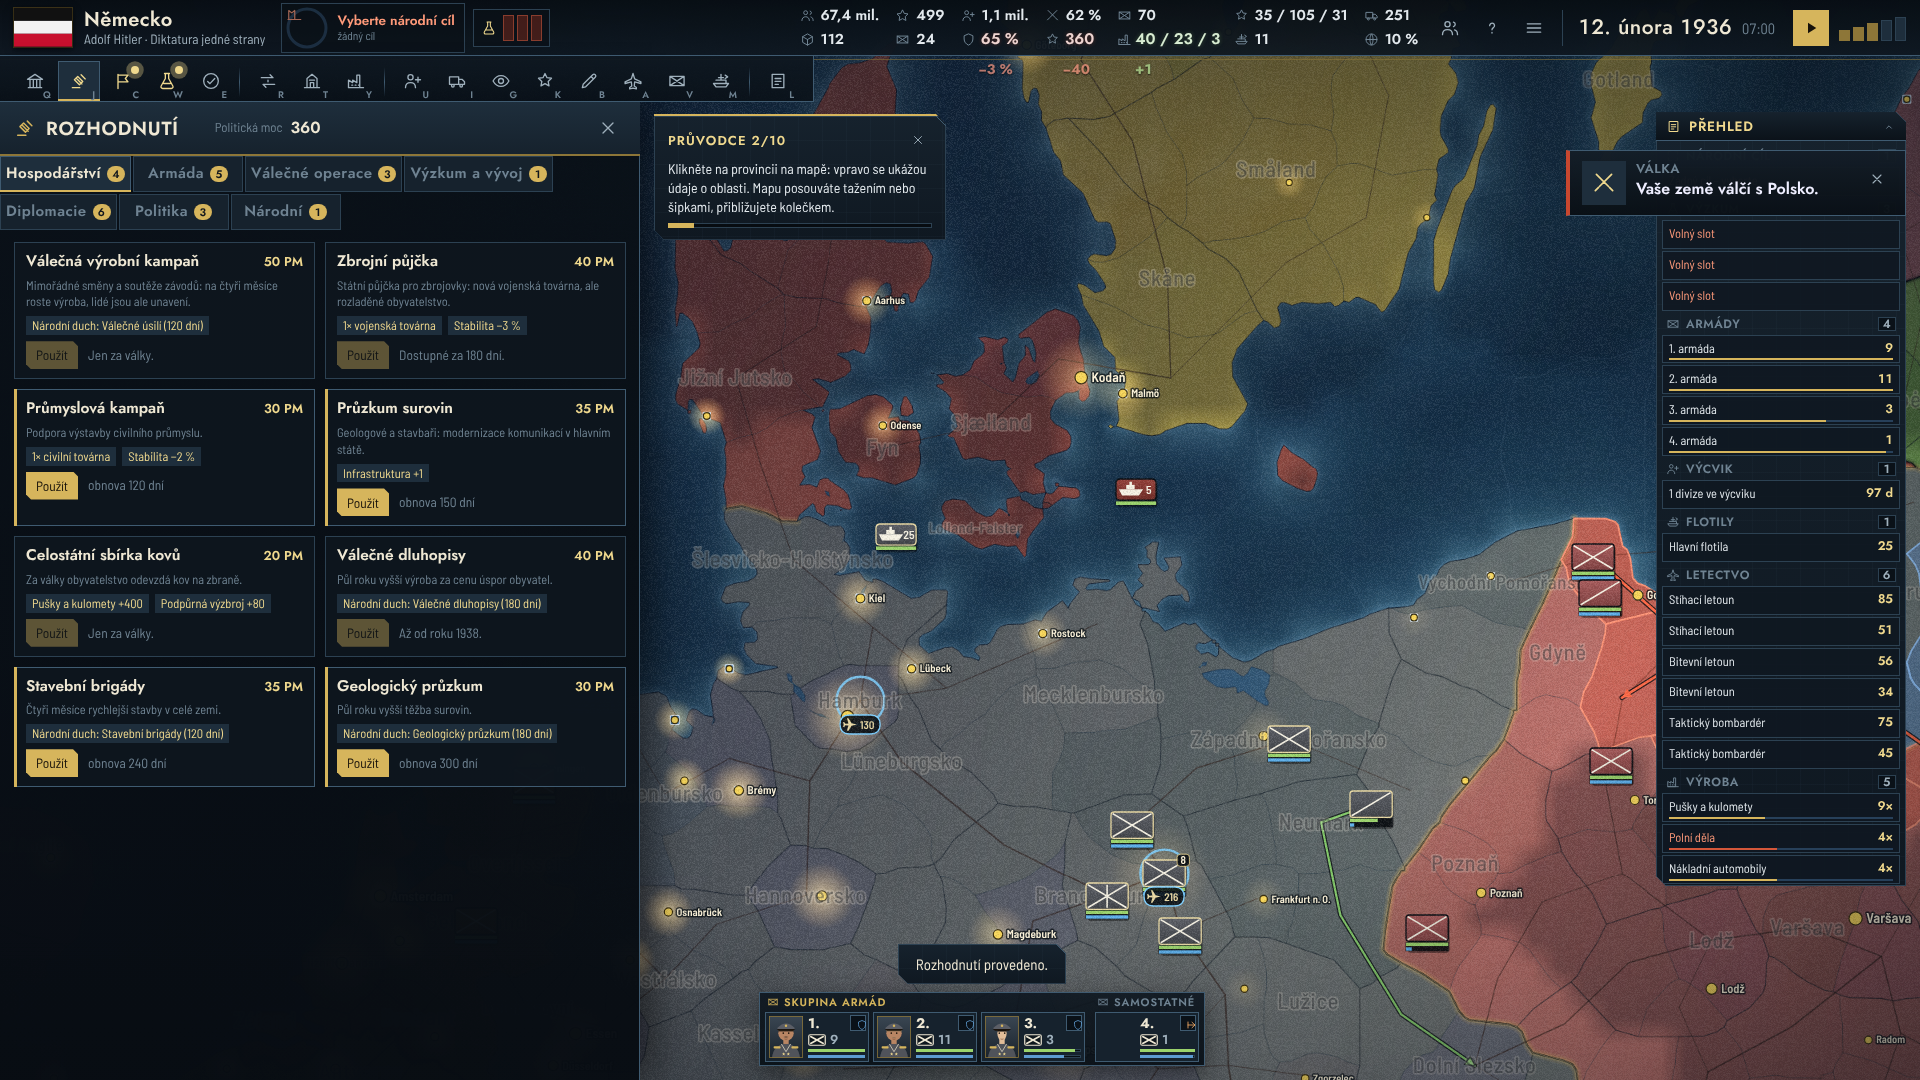 Německo
Adolf Hitler · Diktatura jedné strany
Vyberte národní cíl
žádný cíl
67,4 mil.
499
1,1 mil.
62 %
70
35 / 105 / 31
251
112
24
65 %
360
40 / 23 / 3
11
10 %
?
12. února 1936
07:00
−3 %
−40
+1
Q
I
C
W
E
R
T
Y
U
I
G
K
B
A
V
M
L
ROZHODNUTÍ
Politická moc 360
Hospodářství 4
Armáda 5
Válečné operace 3
Výzkum a vývoj 1
Diplomacie 6
Politika 3
Národní 1
Válečná výrobní kampaň 50 PM
Mimořádné směny a soutěže závodů: na čtyři měsíce
roste výroba, lidé jsou ale unavení.
Národní duch: Válečné úsilí (120 dní)
Použít Jen za války.
Zbrojní půjčka 40 PM
Státní půjčka pro zbrojovky: nová vojenská továrna, ale
rozladěné obyvatelstvo.
1× vojenská továrna Stabilita −3 %
Použít Dostupné za 180 dní.
Průmyslová kampaň 30 PM
Podpora výstavby civilního průmyslu.
1× civilní továrna Stabilita −2 %
Použít obnova 120 dní
Průzkum surovin 35 PM
Geologové a stavbaři: modernizace komunikací v hlavním
státě.
Infrastruktura +1
Použít obnova 150 dní
Celostátní sbírka kovů 20 PM
Za války obyvatelstvo odevzdá kov na zbraně.
Pušky a kulomety +400 Podpůrná výzbroj +80
Použít Jen za války.
Válečné dluhopisy 40 PM
Půl roku vyšší výroba za cenu úspor obyvatel.
Národní duch: Válečné dluhopisy (180 dní)
Použít Až od roku 1938.
Stavební brigády 35 PM
Čtyři měsíce rychlejší stavby v celé zemi.
Národní duch: Stavební brigády (120 dní)
Použít obnova 240 dní
Geologický průzkum 30 PM
Půl roku vyšší těžba surovin.
Národní duch: Geologický průzkum (180 dní)
Použít obnova 300 dní
PRŮVODCE 2/10
Klikněte na provincii na mapě: vpravo se ukážou
údaje o oblasti. Mapu posouváte tažením nebo
šipkami, přibližujete kolečkem.
Gotland
Småland
Skåne
Aarhus
Jižní Jutsko
Kodaň
Malmö
Odense
Fyn
Sjælland
5
25
Lolland-Falster
Šlesvicko-Holštýnsko
Kiel
Rostock
Lübeck
Hamburk
130
Mecklenbursko
Lüneburgsko
Brémy
Východní Pomořans
Gdyně
Neumark
Poznaň
Poznaň
8
216
Hannoversko
Osnabrück
Magdeburk
Frankfurt n. O.
Varšava
Varšava
Lodž
Lodž
Lužice
Kassel
Radom
Dolní Slezsko
Zgorzelec
Rozhodnutí provedeno.
SKUPINA ARMÁD
SAMOSTATNÉ
1.
9
2.
11
3.
3
4.
1
PŘEHLED
VÁLKA
Vaše země válčí s Polsko.
Volný slot
Volný slot
Volný slot
ARMÁDY 4
1. armáda 9
2. armáda 11
3. armáda 3
4. armáda 1
VÝCVIK 1
1 divize ve výcviku 97 d
FLOTILY 1
Hlavní flotila 25
LETECTVO 6
Stíhací letoun 85
Stíhací letoun 51
Bitevní letoun 56
Bitevní letoun 34
Taktický bombardér 75
Taktický bombardér 45
VÝROBA 5
Pušky a kulomety 9×
Polní děla 4×
Nákladní automobily 4×